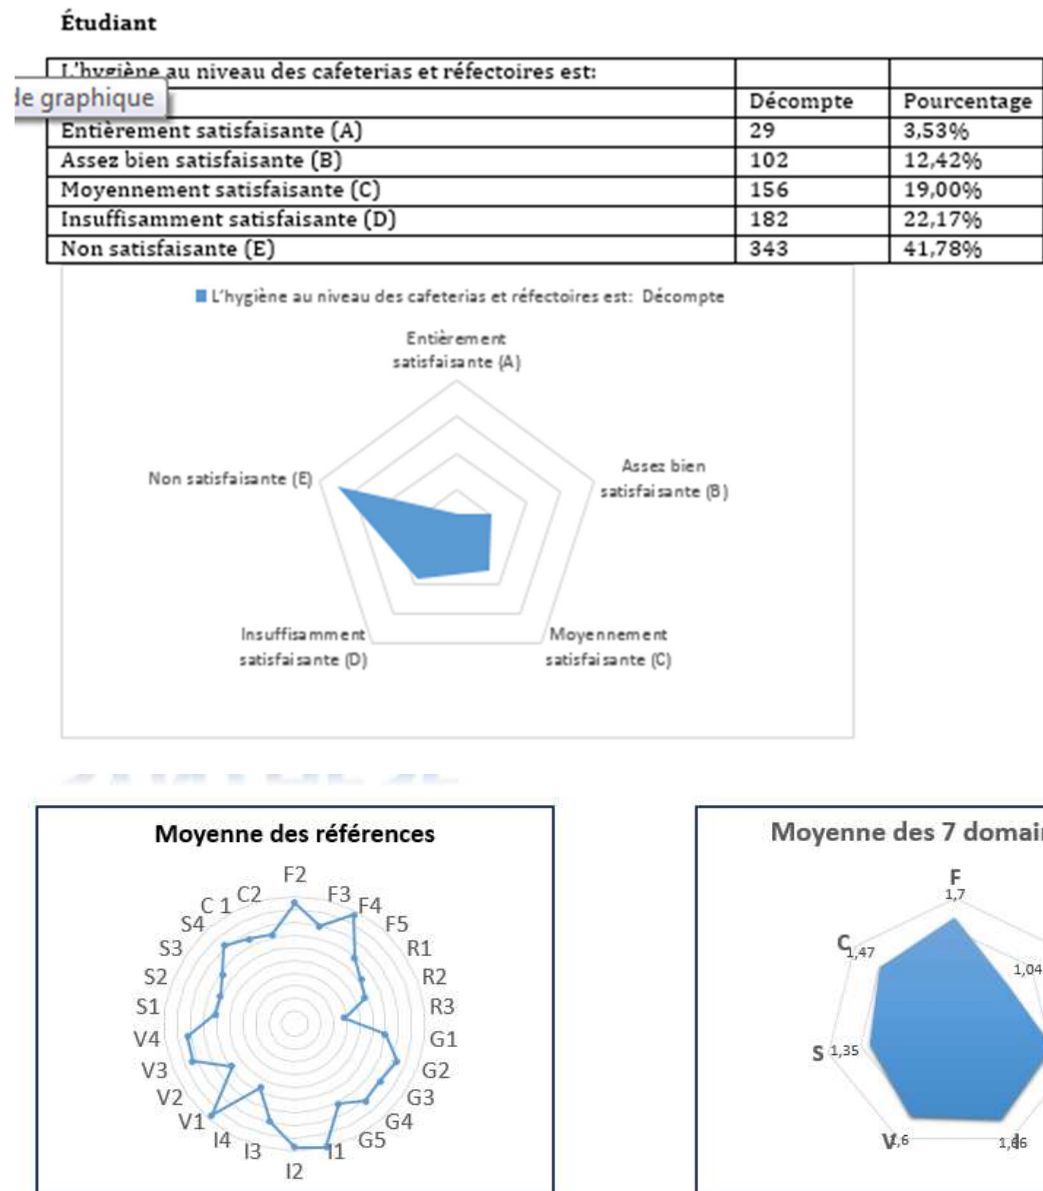 Étudiant
L'hygiène au niveau des cafeterias et réfectoires est:
de graphique
Décompte Pourcentage
Entièrement satisfaisante (A) 29 3,53%
Assez bien satisfaisante (B) 102 12,42%
Moyennement satisfaisante (C) 156 19,00%
Insuffisamment satisfaisante (D) 182 22,17%
Non satisfaisante (E) 343 41,78%
L'hygiène au niveau des cafeterias et réfectoires est: Décompte
Entièrement
satisfaisante (A)
Assez bien
satisfaisante (B)
Non satisfaisante (E)
Insuffisamment
satisfaisante (D)
Moyennement
satisfaisante (C)
Moyenne des références
F2
F3
F4
F5
R1
R2
R3
G1
G2
G3
G4
G5
I1
I2
I3
I4
V1
V2
V3
V4
S1
S2
S3
S4
C 1
C2
Moyenne des 7
F
1,7
1,04
C
1,47
S 1,35
V
1,6
I
1,66